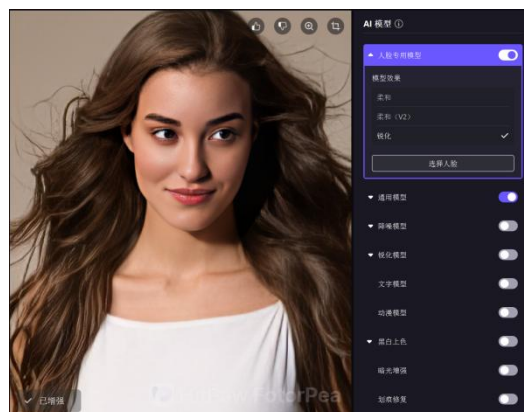 AI 模型
人脸专用模型
模型效果
柔和
柔和（V2）
锐化
选择人脸
通用模型
降噪模型
锐化模型
文字模型
动漫模型
黑白上色
暗光增强
划痕修复
已增强
FotorPea